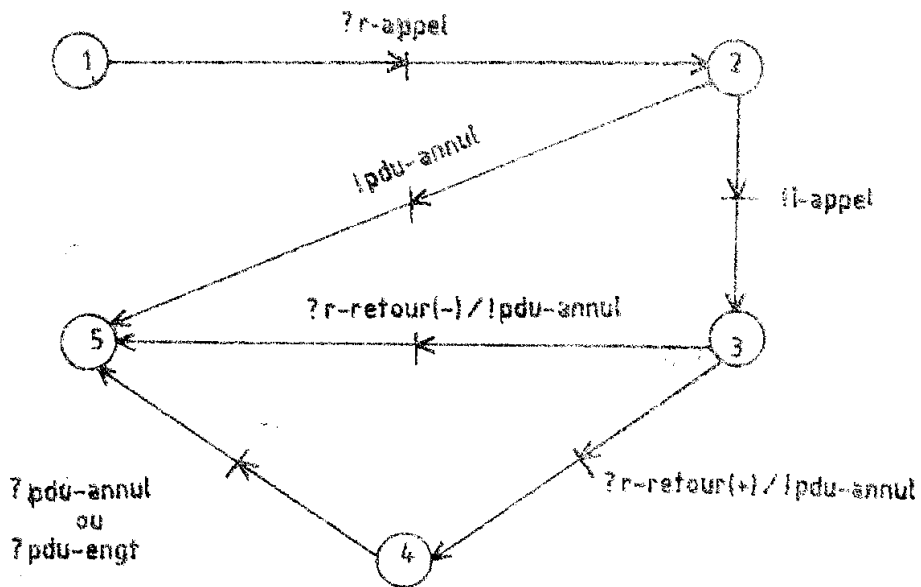 ?r-appel
1
2
!pdu-annul
!i-appel
?r-retour(-)/!pdu-annul
5
3
?pdu-annul
ou
?pdu-engt
?r-retour(+)/!pdu-annul
4